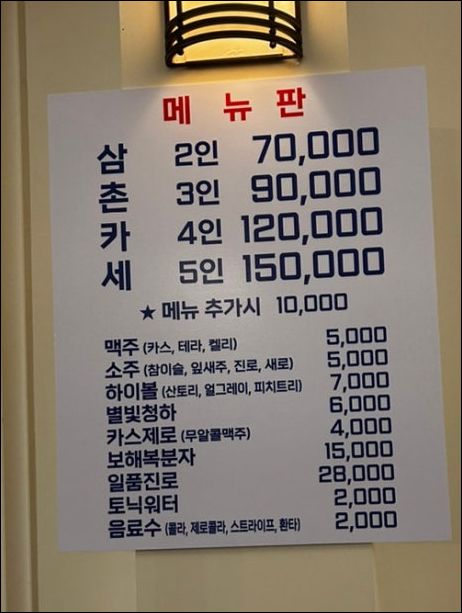 메뉴판
삼 2인 70,000
촌 3인 90,000
카 4인 120,000
세 5인 150,000
★ 메뉴 추가시 10,000
맥주 (카스, 테라, 켈리) 5,000
소주 (참이슬, 잎새주, 진로, 새로) 5,000
하이볼 (산토리, 얼그레이, 피치트리) 7,000
별빛청하 6,000
카스제로 (무알콜맥주) 4,000
보해복분자 15,000
일품진로 28,000
토닉워터 2,000
음료수 (콜라, 제로콜라, 스트라이프, 환타) 2,000